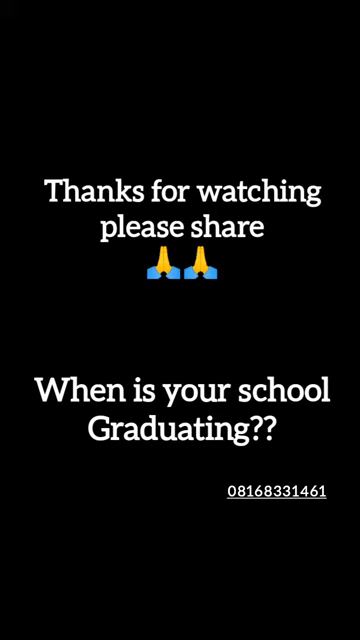 Thanks for watching
please share
🙏🙏
When is your school
Graduating??
08168331461